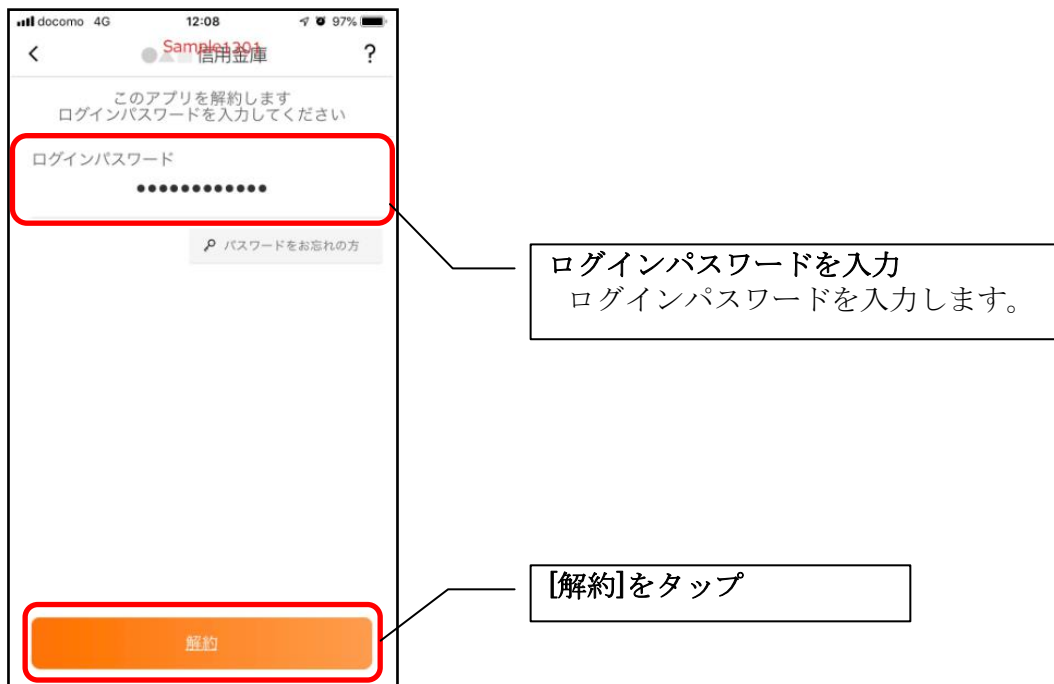 docomo 4G 12:08 97%
Sample1201
信用金庫 ?
このアプリを解約します
ログインパスワードを入力してください
ログインパスワード
パスワードをお忘れの方
ログインパスワードを入力
ログインパスワードを入力します。
[解約]をタップ
解約